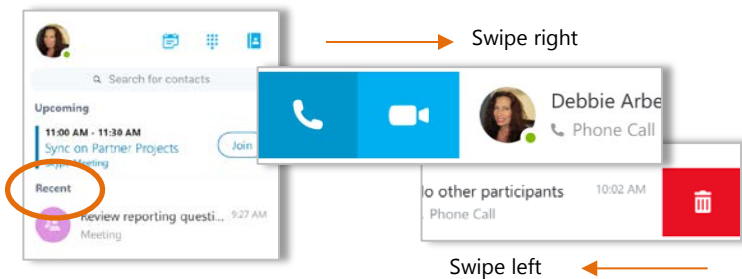 Swipe right
Search for contacts
Upcoming
11:00 AM - 11:30 AM
Sync on Partner Projects
Join
Meeting
Recent
Review reporting questi... 9:27 AM
Meeting
Debbie Arbe
Phone Call
o other participants 10:02 AM
Phone Call
Swipe left